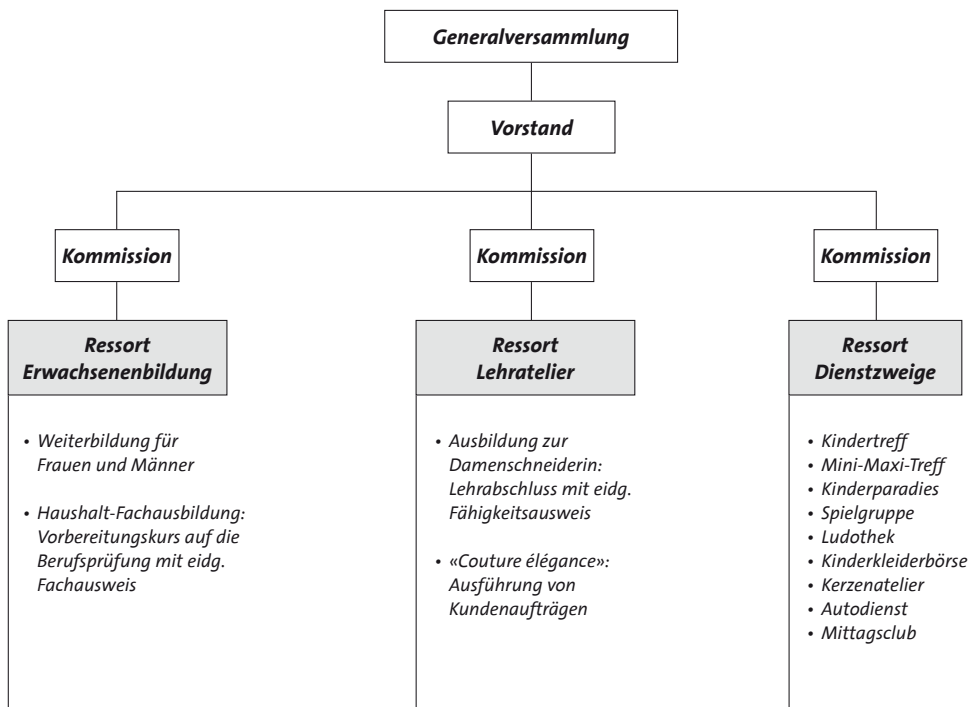 Generalversammlung
Vorstand
Kommission
Kommission
Kommission
Ressort
Erwachsenenbildung
• Weiterbildung für
Frauen und Männer
• Haushalt-Fachausbildung:
Vorbereitungskurs auf die
Berufsprüfung mit eidg.
Fachausweis
Ressort
Lehratelier
• Ausbildung zur
Damenschneiderin:
Lehrabschluss mit eidg.
Fähigkeitsausweis
• «Couture élégance»:
Ausführung von
Kundenaufträgen
Ressort
Dienstzweige
• Kindertreff
• Mini-Maxi-Treff
• Kinderparadies
• Spielgruppe
• Ludothek
• Kinderkleiderbörse
• Kerzenatelier
• Autodienst
• Mittagsclub